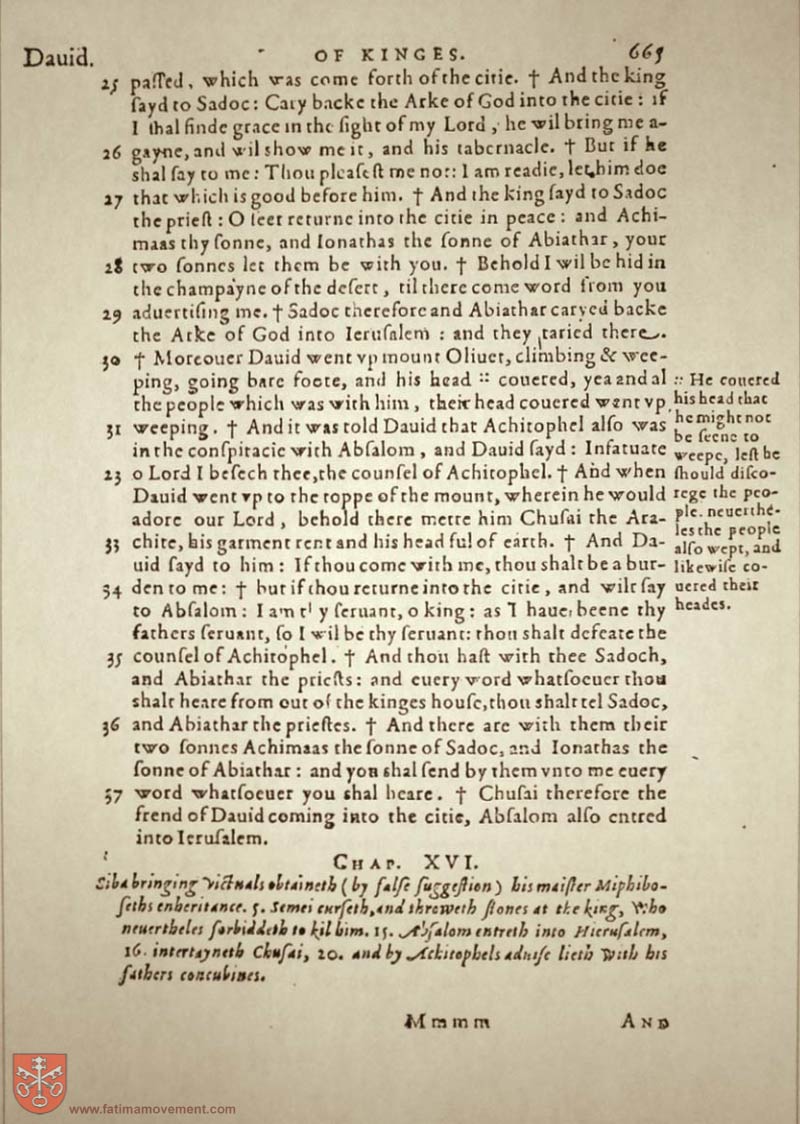 Dauid. OF KINGES. 665
25 paſſed, which was come forth of the citie. † And the king
ſayd to Sadoc: Cary backe the Arke of God into the citie: if
I ſhal finde grace in the ſight of my Lord, he wil bring me a-
26 gayne, and wil show me it, and his tabernacle. † But if he
shal ſay to me: Thou pleaſeſt me not: I am readie, let him doe
27 that which is good before him. † And the king ſayd to Sadoc
the prieſt: O ſeer returne into the citie in peace: and Achi-
maas thy ſonne, and Ionathas the ſonne of Abiathar, your
28 two ſonnes let them be with you. † Behold I wil be hid in
the champayne of the deſert, til there come word from you
29 aduertiſing me. † Sadoc therefore and Abiathar caryed backe
the Arke of God into Ieruſalem: and they taried there.
30 † Moreouer Dauid went vp mount Oliuet, climbing & wee-
ping, going bare foote, and his head :: couered, yea and al
the people which was with him, their head couered went vp
31 weeping. † And it was told Dauid that Achitophel alſo was
in the conſpiracie with Abſalom, and Dauid ſayd: Infatuate
23 o Lord I beſech thee, the counſel of Achitophel. † And when
Dauid went vp to the toppe of the mount, wherein he would
adore our Lord, behold there mette him Chuſai the Ara-
33 chite, his garment rent and his head ful of earth. † And Da-
uid ſayd to him: If thou come with me, thou shalt be a bur-
34 den to me: † but if thou returne into the citie, and wilt ſay
to Abſalom: I am thy ſeruant, o king: as I haue beene thy
fathers ſeruant, ſo I wil be thy ſeruant: thou shalt defeate the
35 counſel of Achitophel. † And thou haſt with thee Sadoch,
and Abiathar the prieſts: and euery word whatſoeuer thou
shalt heare from out of the kinges houſe, thou shalt tel Sadoc,
36 and Abiathar the prieſtes. † And there are with them their
two ſonnes Achimaas the ſonne of Sadoc, and Ionathas the
ſonne of Abiathar: and you shal ſend by them vnto me euery
37 word whatſoeuer you shal heare. † Chuſai therefore the
frend of Dauid coming into the citie, Abſalom alſo entred
into Ieruſalem.
:: He couered
his head that
he might not
be ſeene to
weepe, leſt he
ſhould diſco-
rege the peo-
ple. neuerthe-
les the people
alſo wept, and
likewiſe co-
uered their
heades.
CHAP. XVI.
Siba bringing victuals obtaineth (by falſe ſuggeſtion) his maiſter Miphibo-
ſeths enheritance. 5. Semei curſeth, and throweth ſtones at the king, who
neuertheles forbiddeth to kil him. 15. Abſalom entreth into Hieruſalem,
16. intertayneth Chuſai, 20. and by Achitophels aduiſe lieth with his
fathers concubines.
Mmmm AND
www.fatimamovement.com